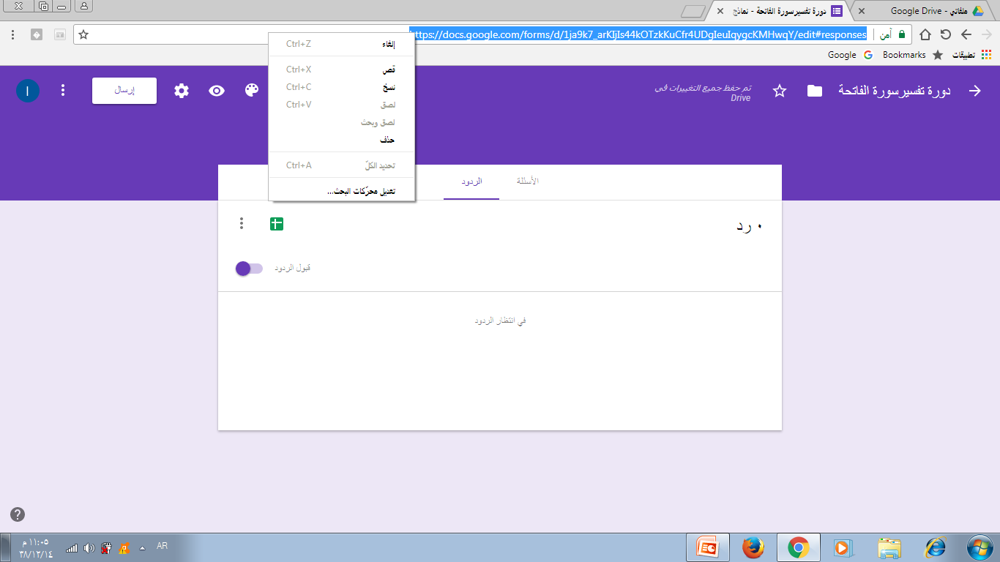 ملفاتي - Google Drive
دورة تفسيرسورة الفاتحة - نماذج
آمن
https://docs.google.com/forms/d/1ja9k7_arKIjIs44kOTzkKuCfr4UDgIeuIqygcKMHwqY/edit#responses
تطبيقات
Bookmarks
Google
إلغاء Ctrl+Z
قص Ctrl+X
نسخ Ctrl+C
لصق Ctrl+V
لصق وبحث
حذف
تحديد الكلّ Ctrl+A
تعديل محرّكات البحث...
دورة تفسيرسورة الفاتحة
تم حفظ جميع التغييرات في
Drive
إرسال
I
الأسئلة
الردود
٠ رد
قبول الردود
في انتظار الردود
AR
١١:٠٥ م
٣٨/١٢/١٤